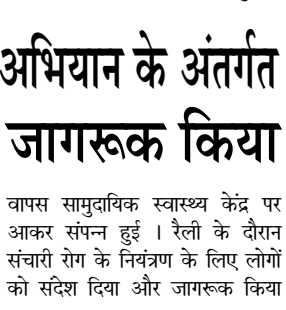 अभियान के अंतर्गत
जागरूक किया
वापस सामुदायिक स्वास्थ्य केंद्र पर
आकर संपन्न हुई । रैली के दौरान
संचारी रोग के नियंत्रण के लिए लोगों
को संदेश दिया और जागरूक किया